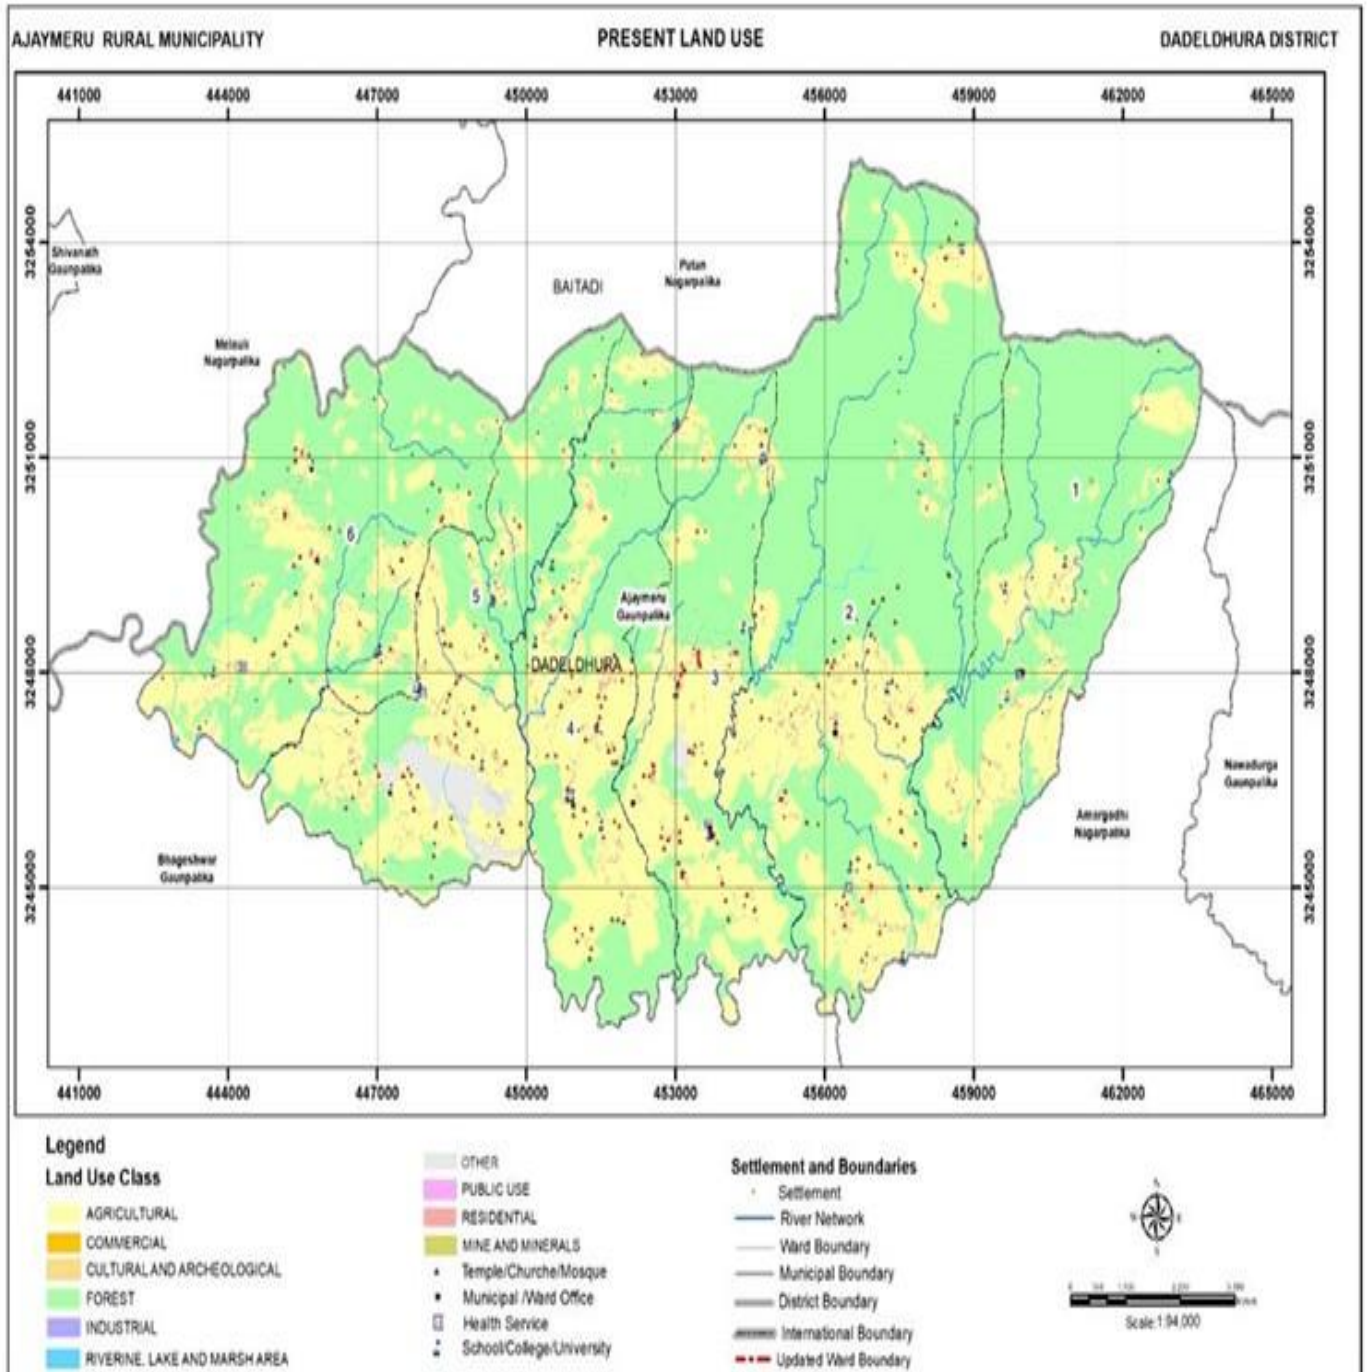 AJAYMERU RURAL MUNICIPALITY
PRESENT LAND USE
DADELDHURA DISTRICT
441000 444000 447000 450000 453000 456000 459000 462000 465000
3254000
3254000
Shivanath
Gaunpalika
BAITADI
Patan
Nagarpalika
Melauli
Nagarpalika
3251000
3251000
1
6
5
Ajaymeru
Gaunpalika
2
DADELDHURA
3248000
3248000
3
4
Nawadurga
Gaunpalika
Amargadhi
Nagarpalika
Bhageshwar
Gaunpalika
3245000
3245000
441000 444000 447000 450000 453000 456000 459000 462000 465000
Legend
Land Use Class
AGRICULTURAL
COMMERCIAL
CULTURAL AND ARCHEOLOGICAL
FOREST
INDUSTRIAL
RIVERINE, LAKE AND MARSH AREA
OTHER
PUBLIC USE
RESIDENTIAL
MINE AND MINERALS
Temple/Churche/Mosque
Municipal /Ward Office
Health Service
School/College/University
Settlement and Boundaries
Settlement
River Network
Ward Boundary
Municipal Boundary
District Boundary
International Boundary
Updated Ward Boundary
Scale:1:94,000